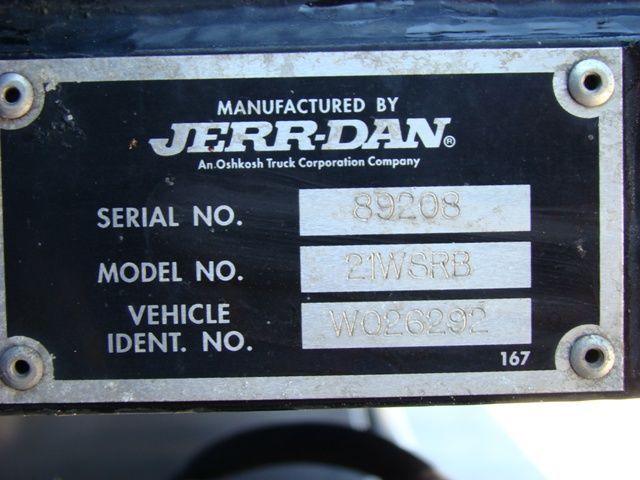 MANUFACTURED BY
JERR-DAN®
An Oshkosh Truck Corporation Company
SERIAL NO. 89208
MODEL NO. 21WSRB
VEHICLE
IDENT. NO. W026292
167